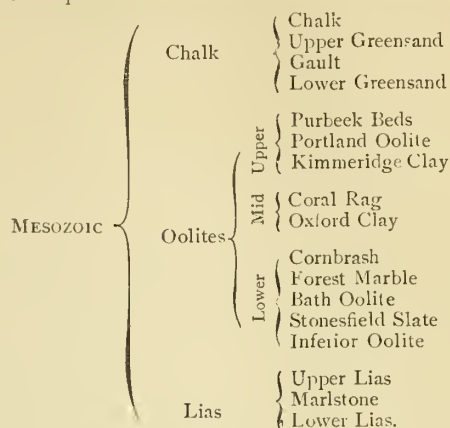 Chalk
Chalk
Upper Greensand
Gault
Lower Greensand
MESOZOIC
Oolites
Upper
Purbeek Beds
Portland Oolite
Kimmeridge Clay
Mid
Coral Rag
Oxford Clay
Lower
Cornbrash
Forest Marble
Bath Oolite
Stonesfield Slate
Inferior Oolite
Lias
Upper Lias
Marlstone
Lower Lias.